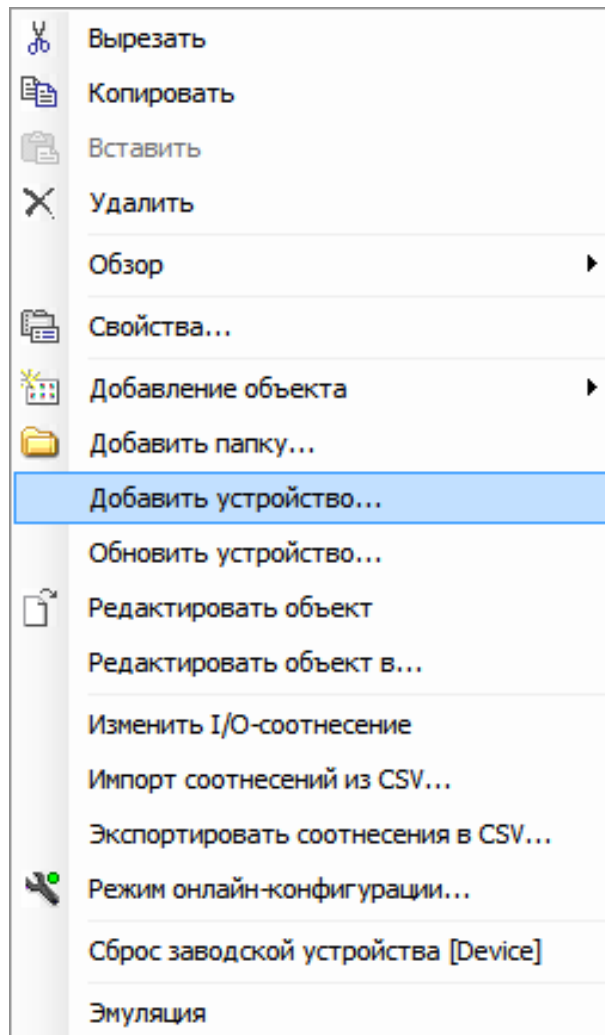 Вырезать
Копировать
Вставить
Удалить
Обзор
Свойства...
Добавление объекта
Добавить папку...
Добавить устройство...
Обновить устройство...
Редактировать объект
Редактировать объект в...
Изменить I/O-соотнесение
Импорт соотнесений из CSV...
Экспортировать соотнесения в CSV...
Режим онлайн-конфигурации...
Сброс заводской устройства [Device]
Эмуляция